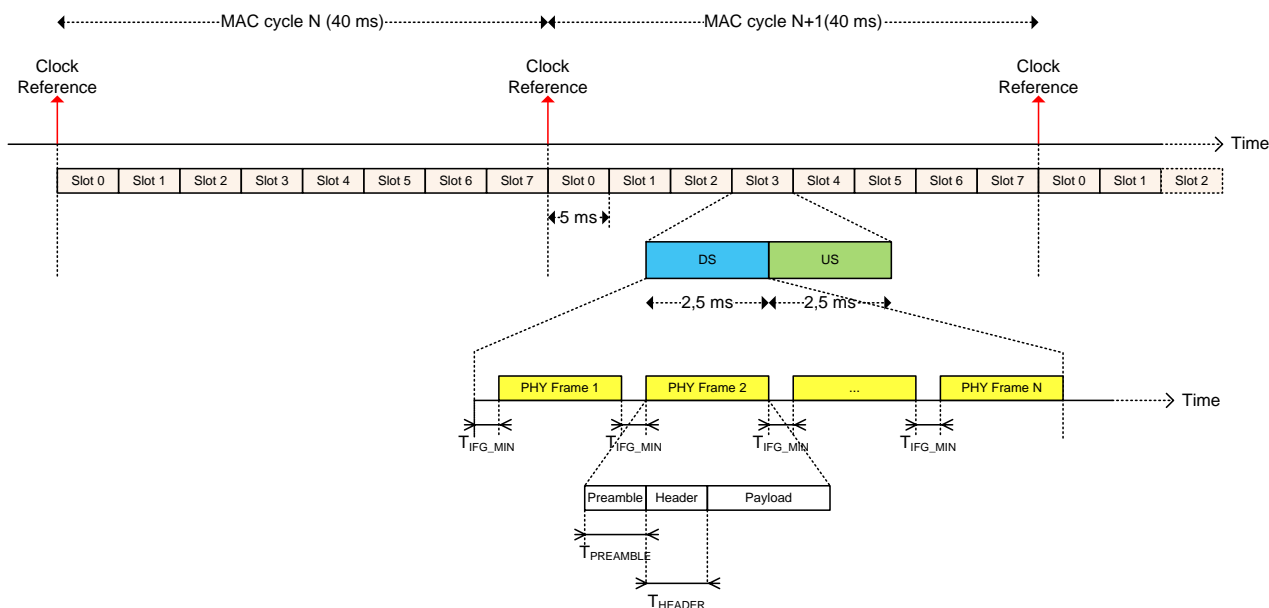 MAC cycle N (40 ms)
MAC cycle N+1(40 ms)
Clock
Reference
Clock
Reference
Clock
Reference
Time
Slot 0 Slot 1 Slot 2 Slot 3 Slot 4 Slot 5 Slot 6 Slot 7 Slot 0 Slot 1 Slot 2 Slot 3 Slot 4 Slot 5 Slot 6 Slot 7 Slot 0 Slot 1 Slot 2
5 ms
DS US
2,5 ms 2,5 ms
PHY Frame 1 PHY Frame 2 ... PHY Frame N
Time
TIFG_MIN TIFG_MIN TIFG_MIN TIFG_MIN
Preamble Header Payload
TPREAMBLE
THEADER